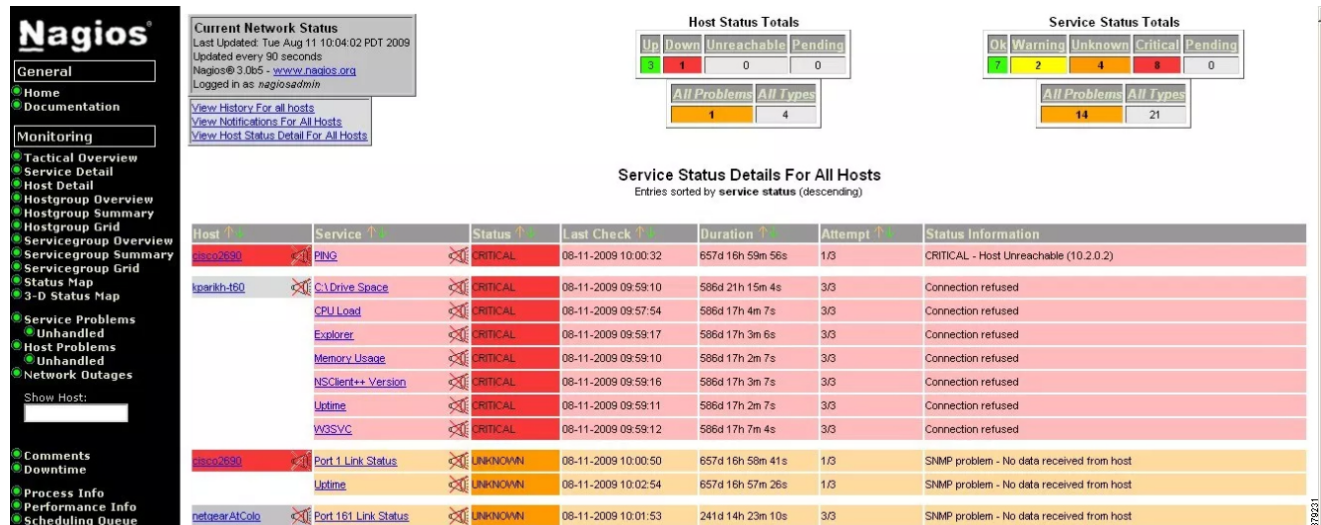 Nagios®
General
Home
Documentation
Monitoring
Tactical Overview
Service Detail
Host Detail
Hostgroup Overview
Hostgroup Summary
Hostgroup Grid
Servicegroup Overview
Servicegroup Summary
Servicegroup Grid
Status Map
3-D Status Map
Service Problems
Unhandled
Host Problems
Unhandled
Network Outages
Show Host:
Comments
Downtime
Process Info
Performance Info
Scheduling Queue
Current Network Status
Last Updated: Tue Aug 11 10:04:02 PDT 2009
Updated every 90 seconds
Nagios® 3.0b5 - www.nagios.org
Logged in as nagiosadmin
View History For all hosts
View Notifications For All Hosts
View Host Status Detail For All Hosts
Host Status Totals
Up Down Unreachable Pending
3 1 0 0
All Problems All Types
1 4
Service Status Totals
Ok Warning Unknown Critical Pending
7 2 4 8 0
All Problems All Types
14 21
Service Status Details For All Hosts
Entries sorted by service status (descending)
Host Service Status Last Check Duration Attempt Status Information
cisco2690 PING CRITICAL 08-11-2009 10:00:32 657d 16h 59m 56s 1/3 CRITICAL - Host Unreachable (10.2.0.2)
kparikh-t60 C:\ Drive Space CRITICAL 08-11-2009 09:59:10 586d 21h 15m 4s 3/3 Connection refused
CPU Load CRITICAL 08-11-2009 09:57:54 586d 17h 4m 7s 3/3 Connection refused
Explorer CRITICAL 08-11-2009 09:59:17 586d 17h 3m 6s 3/3 Connection refused
Memory Usage CRITICAL 08-11-2009 09:59:10 586d 17h 2m 7s 3/3 Connection refused
NSClient++ Version CRITICAL 08-11-2009 09:59:16 586d 17h 3m 7s 3/3 Connection refused
Uptime CRITICAL 08-11-2009 09:59:11 586d 17h 2m 7s 3/3 Connection refused
W3SVC CRITICAL 08-11-2009 09:59:12 586d 17h 7m 4s 3/3 Connection refused
cisco2690 Port 1 Link Status UNKNOWN 08-11-2009 10:00:50 657d 16h 58m 41s 1/3 SNMP problem - No data received from host
Uptime UNKNOWN 08-11-2009 10:02:54 657d 16h 57m 26s 1/3 SNMP problem - No data received from host
netgearAtColo Port 161 Link Status UNKNOWN 08-11-2009 10:01:53 241d 14h 23m 10s 3/3 SNMP problem - No data received from host